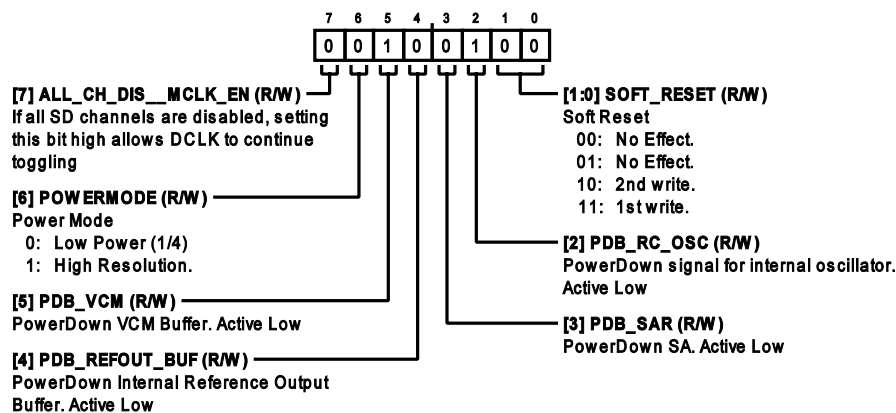 7 6 5 4 3 2 1 0
0 0 1 0 0 1 0 0
[7] ALL_CH_DIS__MCLK_EN (R/W)
If all SD channels are disabled, setting
this bit high allows DCLK to continue
toggling
[6] POWERMODE (R/W)
Power Mode
0: Low Power (1/4)
1: High Resolution.
[5] PDB_VCM (R/W)
PowerDown VCM Buffer. Active Low
[4] PDB_REFOUT_BUF (R/W)
PowerDown Internal Reference Output
Buffer. Active Low
[1:0] SOFT_RESET (R/W)
Soft Reset
00: No Effect.
01: No Effect.
10: 2nd write.
11: 1st write.
[2] PDB_RC_OSC (R/W)
PowerDown signal for internal oscillator.
Active Low
[3] PDB_SAR (R/W)
PowerDown SA. Active Low